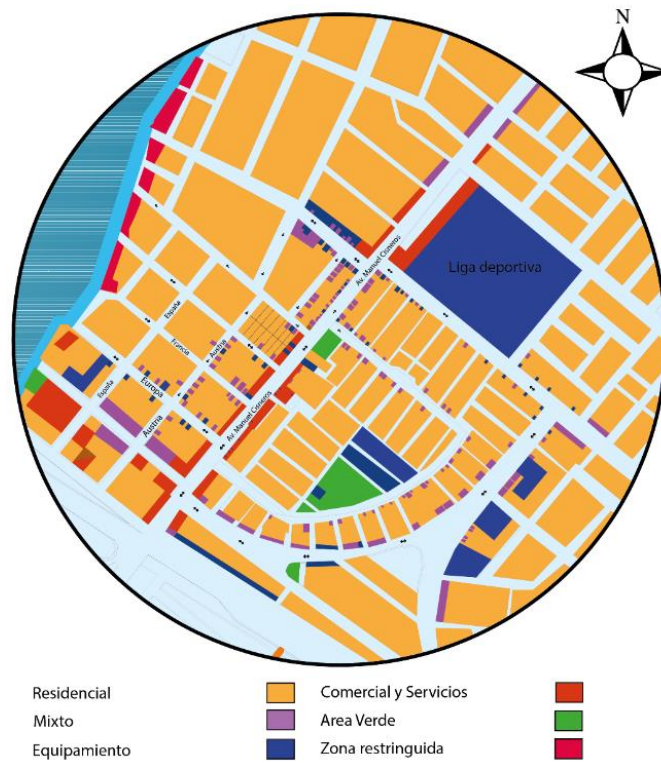 N
Av. Manuel Cisneros
Liga deportiva
España
Francia
Austria
Europa
España
Austria
Av. Manuel Cisneros
Residencial
Comercial y Servicios
Mixto
Area Verde
Equipamiento
Zona restringuida